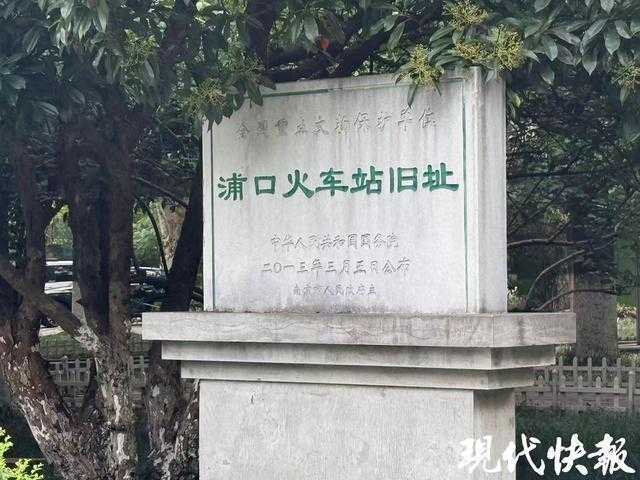 全国重点文物保护单位
浦口火车站旧址
中华人民共和国国务院
二〇一三年三月五日公布
南京市人民政府立
现代快報